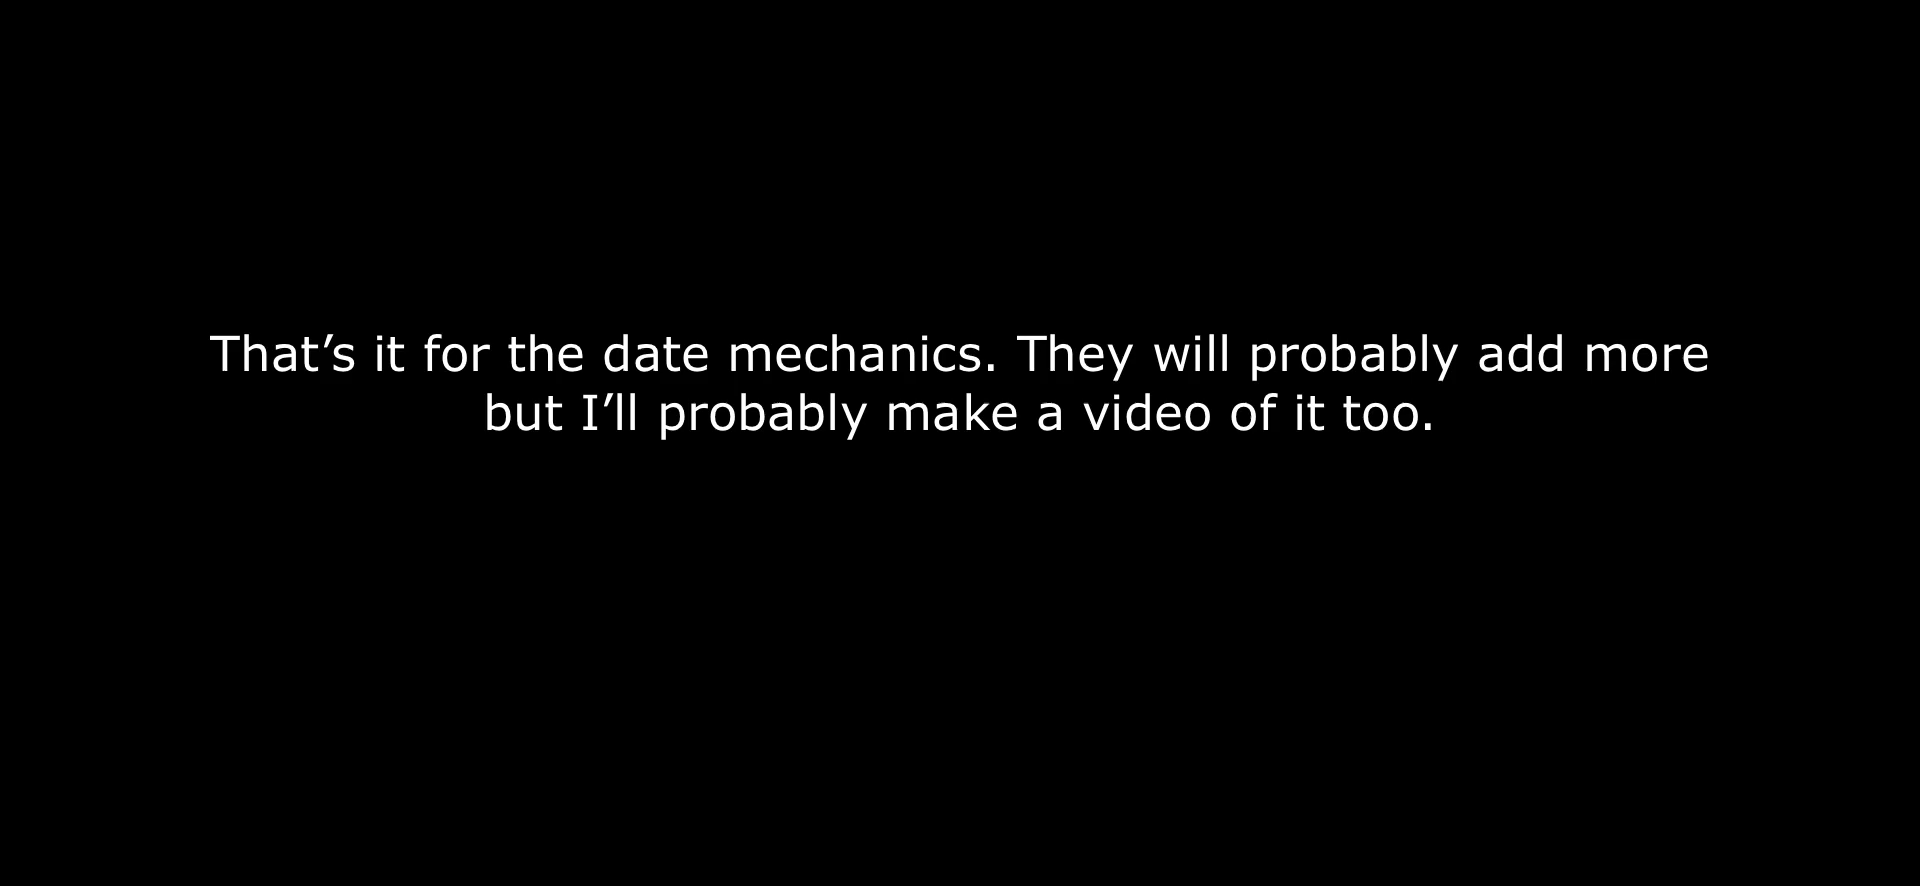 That’s it for the date mechanics. They will probably add more
but I’ll probably make a video of it too.